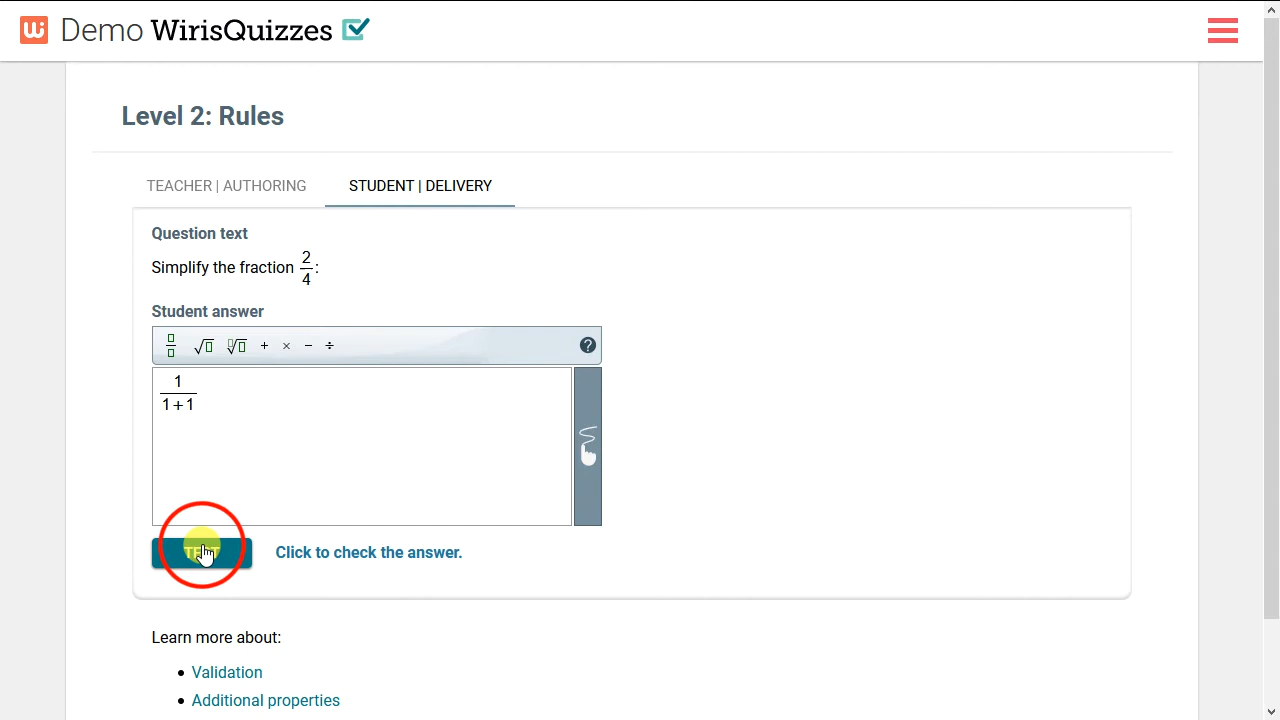 Demo WirisQuizzes
Level 2: Rules
TEACHER | AUTHORING STUDENT | DELIVERY
Question text
Simplify the fraction 2/4:
Student answer
√ √ + × − ÷ ?
1/(1+1)
TEST Click to check the answer.
Learn more about:
• Validation
• Additional properties